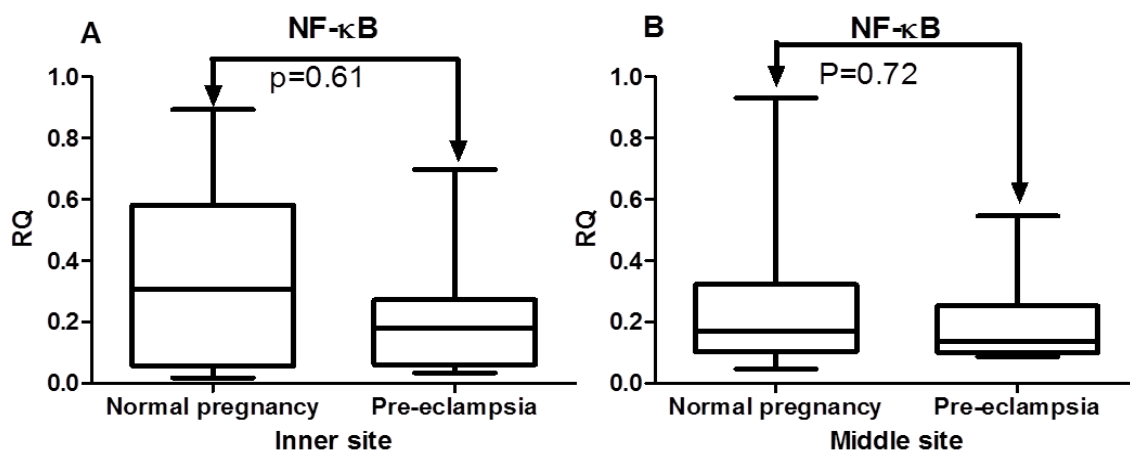 A
NF-κB
p=0.61
1.0
0.8
0.6
0.4
0.2
0.0
RQ
Normal pregnancy
Pre-eclampsia
Inner site
B
NF-κB
P=0.72
1.0
0.8
0.6
0.4
0.2
0.0
RQ
Normal pregnancy
Pre-eclampsia
Middle site